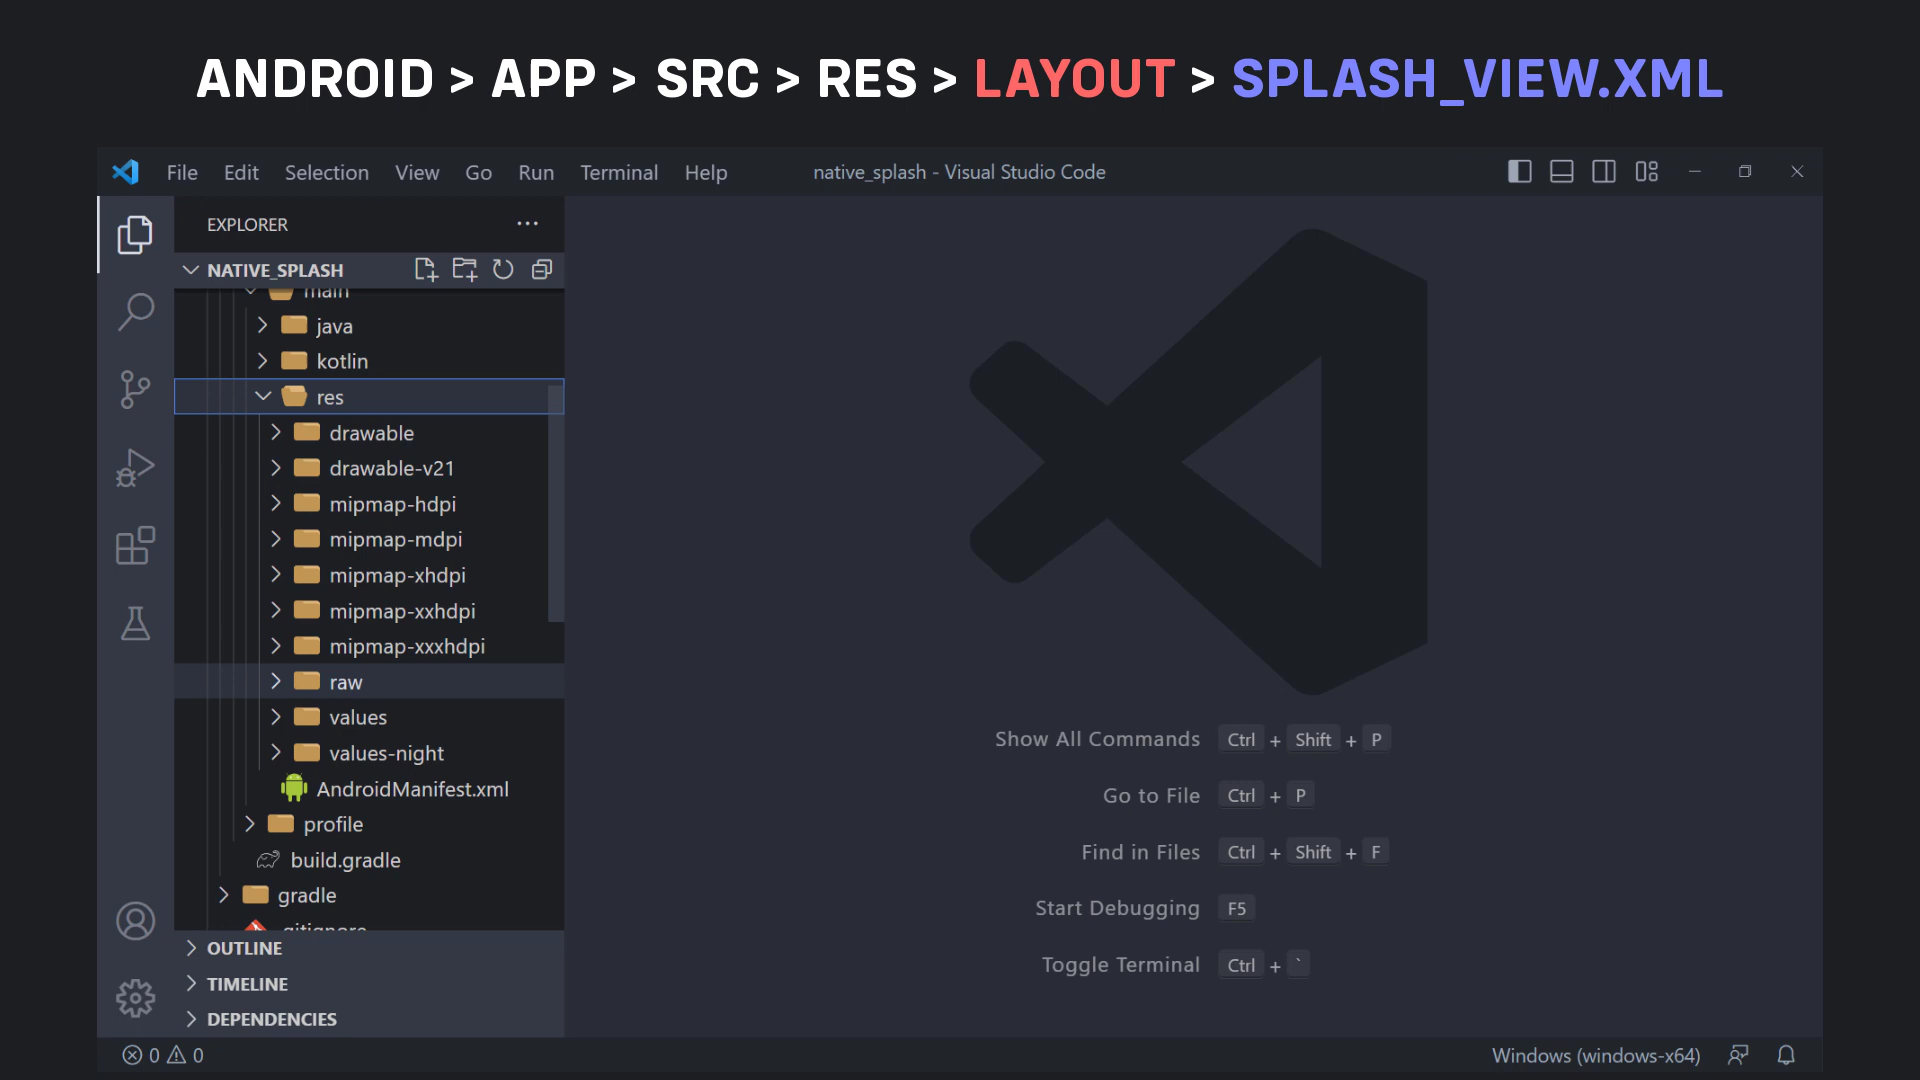 ANDROID > APP > SRC > RES > LAYOUT > SPLASH_VIEW.XML
File Edit Selection View Go Run Terminal Help native_splash - Visual Studio Code
EXPLORER
NATIVE_SPLASH
main
java
kotlin
res
drawable
drawable-v21
mipmap-hdpi
mipmap-mdpi
mipmap-xhdpi
mipmap-xxhdpi
mipmap-xxxhdpi
raw
values
values-night
AndroidManifest.xml
profile
build.gradle
gradle
.gitignore
OUTLINE
TIMELINE
DEPENDENCIES
Show All Commands Ctrl + Shift + P
Go to File Ctrl + P
Find in Files Ctrl + Shift + F
Start Debugging F5
Toggle Terminal Ctrl + `
0 0
Windows (windows-x64)